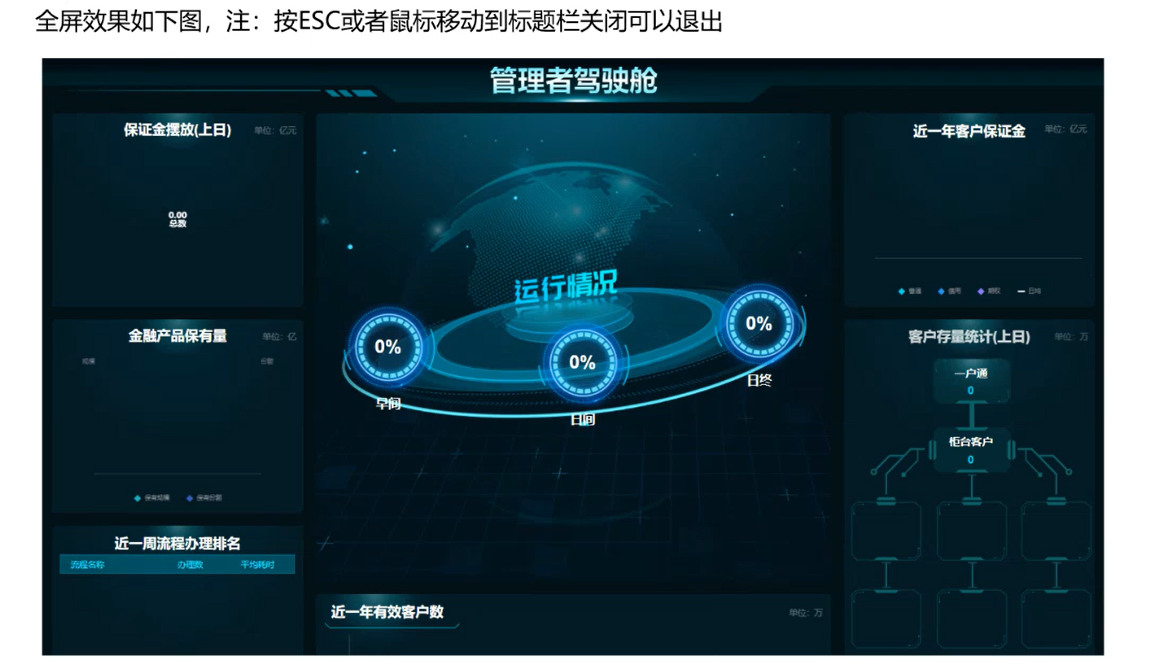 全屏效果如下图，注：按ESC或者鼠标移动到标题栏关闭可以退出
管理者驾驶舱
保证金摆放(上日)
单位：亿元
0.00
总数
金融产品保有量
单位：亿
规模
份额
保有规模
保有份额
近一周流程办理排名
流程名称 办理数 平均耗时
运行情况
0%
早间
0%
日间
0%
日终
近一年有效客户数
单位：万
近一年客户保证金
单位：亿元
普通 信用 期权 日均
客户存量统计(上日)
单位：万
一户通
0
柜台客户
0